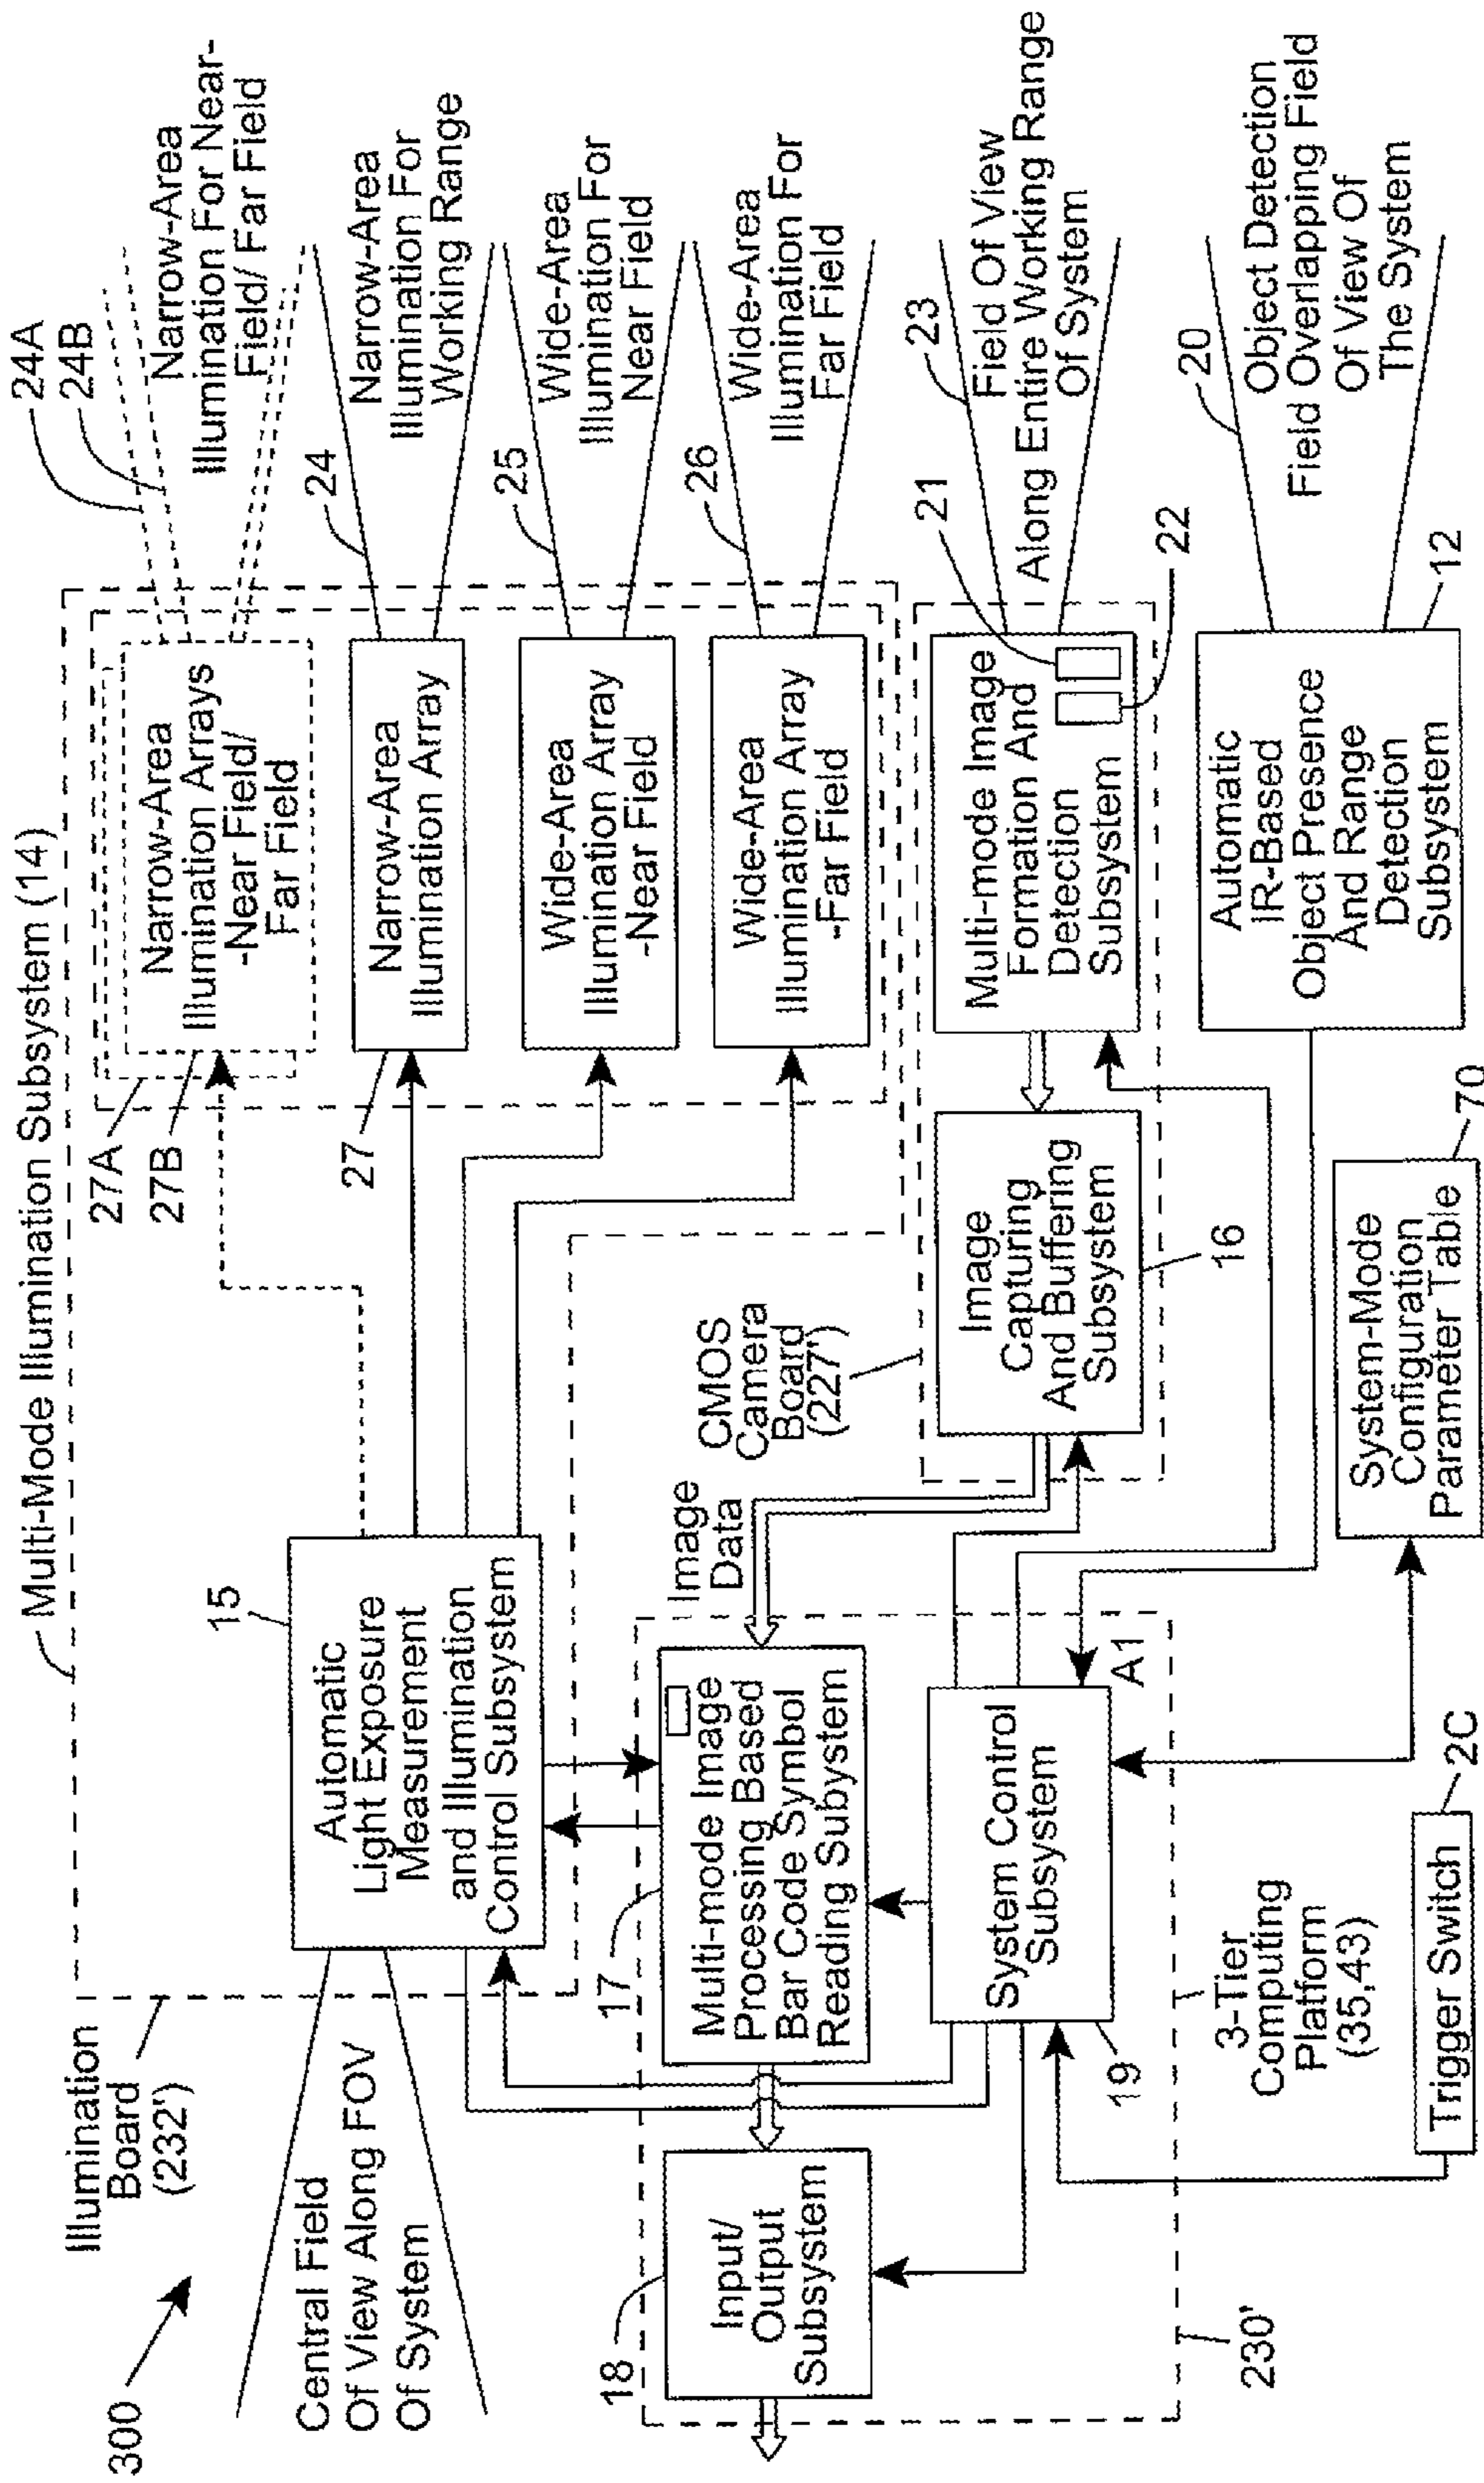 300
Illumination
Board
(232')
Multi-Mode Illumination Subsystem (14)
Central Field
Of View Along FOV
Of System
15
Automatic
Light Exposure
Measurement
and Illumination
Control Subsystem
27A
27B
Narrow-Area
Illumination Arrays
-Near Field/
Far Field
24A
24B
Narrow-Area
Illumination For Near-
Field/ Far Field
27
Narrow-Area
Illumination Array
24
Narrow-Area
Illumination For
Working Range
Wide-Area
Illumination Array
-Near Field
25
Wide-Area
Illumination For
Near Field
Wide-Area
Illumination Array
-Far Field
26
Wide-Area
Illumination For
Far Field
18
Input/
Output
Subsystem
17
Multi-mode Image
Processing Based
Bar Code Symbol
Reading Subystem
Image
Data
CMOS
Camera
Board
(227')
Image
Capturing
And Buffering
Subsystem
16
Multi-mode Image
Formation And
Detection
Subsystem
21
22
23
Field Of View
Along Entire Working Range
Of System
System Control
Subsystem
19
A1
Automatic
IR-Based
Object Presence
And Range
Detection
Subsystem
12
20
Object Detection
Field Overlapping Field
Of View Of
The System
230'
3-Tier
Computing
Platform
(35,43)
Trigger Switch
2C
System-Mode
Configuration
Parameter Table
70